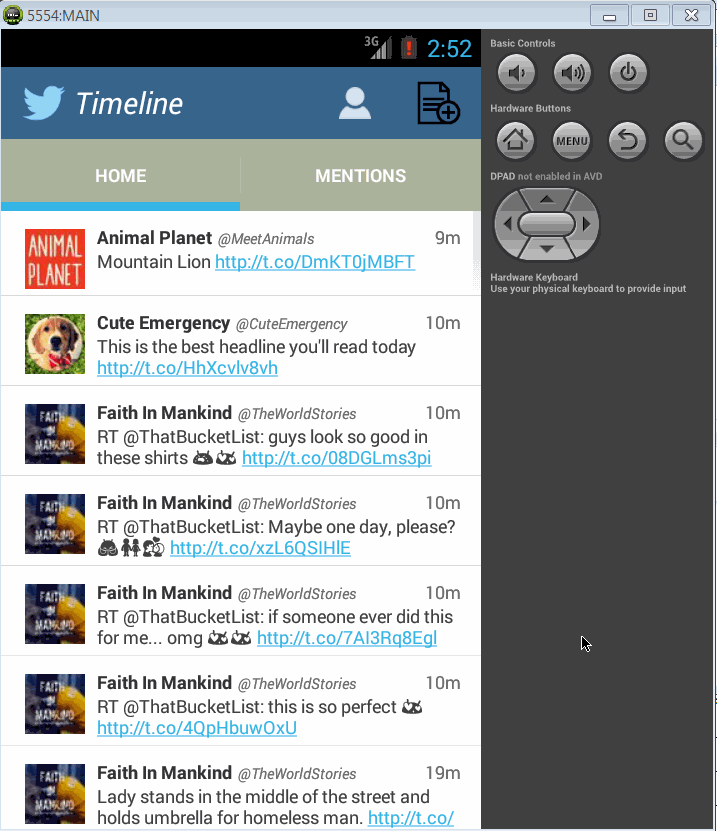 5554:MAIN
3G 2:52
Timeline
HOME MENTIONS
ANIMAL
PLANET
Animal Planet @MeetAnimals 9m
Mountain Lion http://t.co/DmKT0jMBFT
Cute Emergency @CuteEmergency 10m
This is the best headline you'll read today
http://t.co/HhXcvlv8vh
FAITH
IN
MANKIND
Faith In Mankind @TheWorldStories 10m
RT @ThatBucketList: guys look so good in
these shirts http://t.co/08DGLms3pi
FAITH
IN
MANKIND
Faith In Mankind @TheWorldStories 10m
RT @ThatBucketList: Maybe one day, please?
http://t.co/xzL6QSIHlE
FAITH
IN
MANKIND
Faith In Mankind @TheWorldStories 10m
RT @ThatBucketList: if someone ever did this
for me... omg http://t.co/7AI3Rq8Egl
FAITH
IN
MANKIND
Faith In Mankind @TheWorldStories 10m
RT @ThatBucketList: this is so perfect
http://t.co/4QpHbuwOxU
FAITH
IN
MANKIND
Faith In Mankind @TheWorldStories 19m
Lady stands in the middle of the street and
holds umbrella for homeless man. http://t.co/
Basic Controls
Hardware Buttons
MENU
DPAD not enabled in AVD
Hardware Keyboard
Use your physical keyboard to provide input